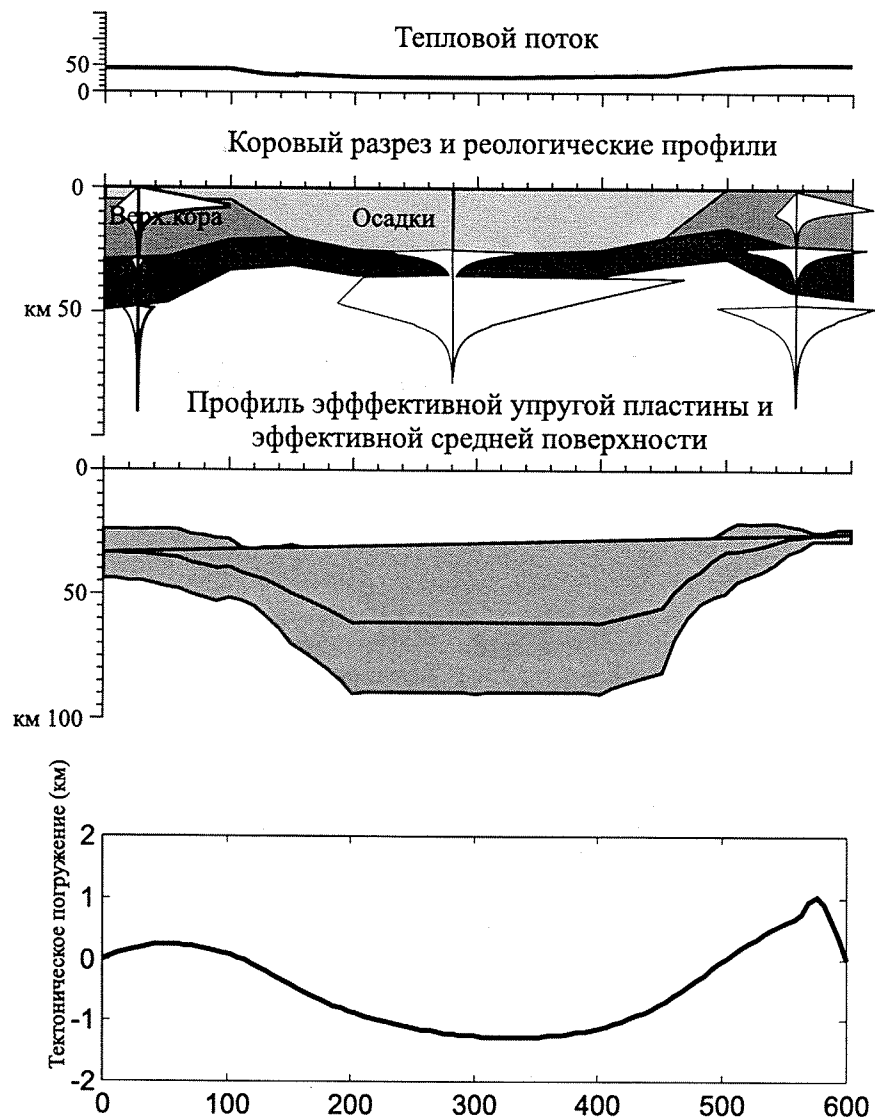 Тепловой поток
50
0
Коровый разрез и реологические профили
0
Верх.кора
Осадки
км 50
Профиль эфффективной упругой пластины и
эффективной средней поверхности
0
50
км 100
Тектоническое погружение (км)
2
1
0
-1
-2
0 100 200 300 400 500 600